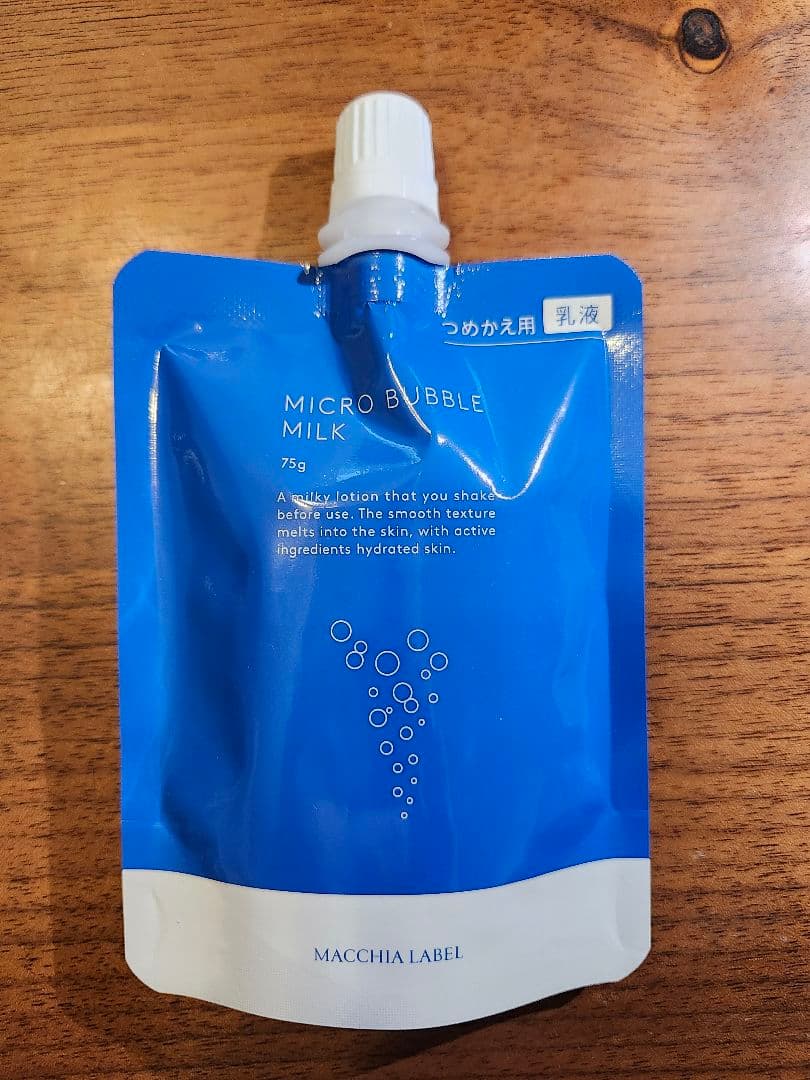 つめかえ用 乳液
MICRO BUBBLE
MILK
75g
A milky lotion that you shake
before use. The smooth texture
melts into the skin, with active
ingredients hydrated skin.
MACCHIA LABEL